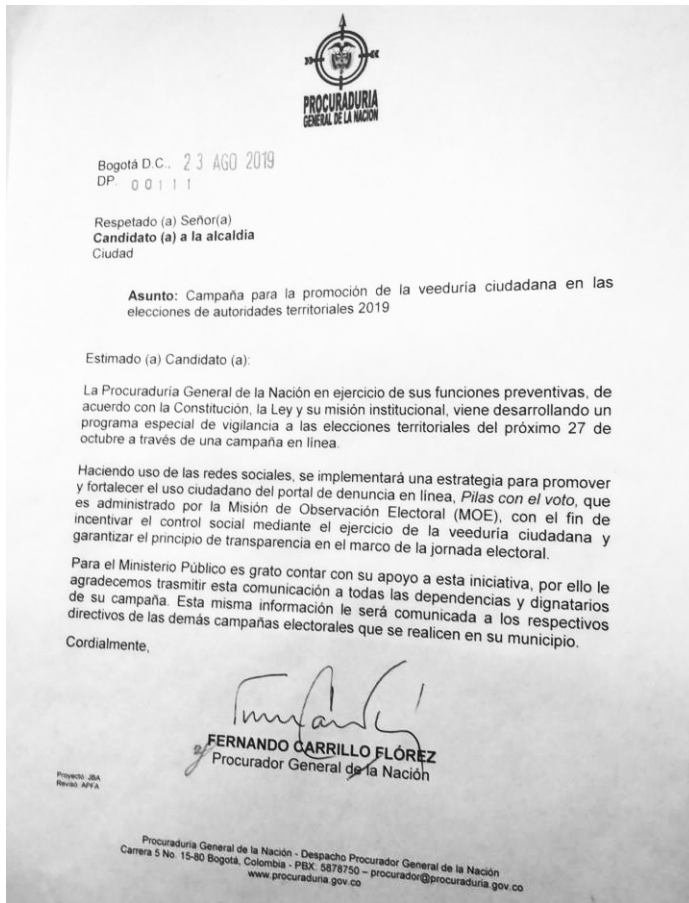 PROCURADURIA
GENERAL DE LA NACION
Bogotá D.C., 23 AGO 2019
DP. 00111
Respetado (a) Señor(a)
Candidato (a) a la alcaldía
Ciudad
Asunto: Campaña para la promoción de la veeduría ciudadana en las
elecciones de autoridades territoriales 2019
Estimado (a) Candidato (a):
La Procuraduría General de la Nación en ejercicio de sus funciones preventivas, de
acuerdo con la Constitución, la Ley y su misión institucional, viene desarrollando un
programa especial de vigilancia a las elecciones territoriales del próximo 27 de
octubre a través de una campaña en línea.
Haciendo uso de las redes sociales, se implementará una estrategia para promover
y fortalecer el uso ciudadano del portal de denuncia en línea, Pilas con el voto, que
es administrado por la Misión de Observación Electoral (MOE), con el fin de
incentivar el control social mediante el ejercicio de la veeduría ciudadana y
garantizar el principio de transparencia en el marco de la jornada electoral.
Para el Ministerio Público es grato contar con su apoyo a esta iniciativa, por ello le
agradecemos trasmitir esta comunicación a todas las dependencias y dignatarios
de su campaña. Esta misma información le será comunicada a los respectivos
directivos de las demás campañas electorales que se realicen en su municipio.
Cordialmente,
FERNANDO CARRILLO FLÓREZ
Procurador General de la Nación
Proyectó: JBA
Revisó: APFA
Procuraduría General de la Nación - Despacho Procurador General de la Nación
Carrera 5 No. 15-80 Bogotá, Colombia - PBX: 5878750 – procurador@procuraduria.gov.co
www.procuraduria.gov.co